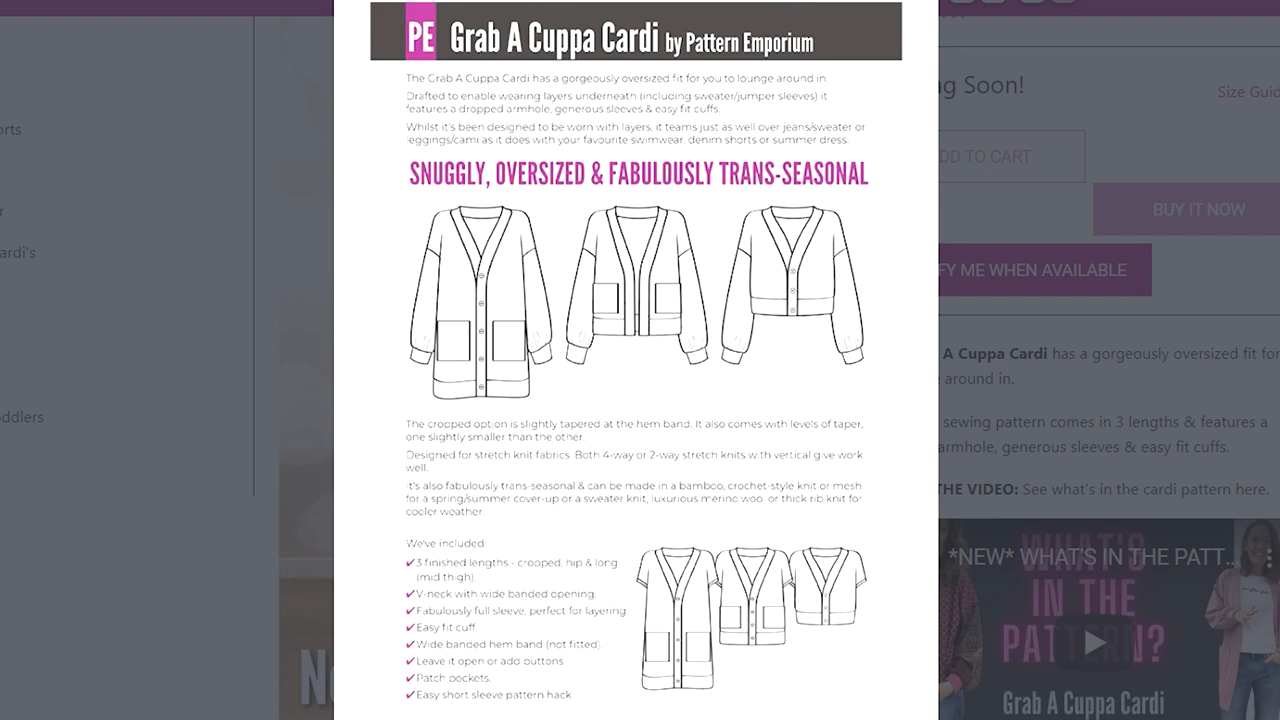 PE Grab A Cuppa Cardi by Pattern Emporium
The Grab A Cuppa Cardi has a gorgeously oversized fit for you to lounge around in.
Drafted to enable wearing layers underneath (including sweater/jumper sleeves) it
features a dropped armhole, generous sleeves & easy fit cuffs.
Whilst it's been designed to be worn with layers, it teams just as well over jeans/sweater or
leggings/cami as it does with your favourite swimwear, denim shorts or summer dress.
SNUGGLY, OVERSIZED & FABULOUSLY TRANS-SEASONAL
The cropped option is slightly tapered at the hem band. It also comes with levels of taper,
one slightly smaller than the other.
Designed for stretch knit fabrics. Both 4-way or 2-way stretch knits with vertical give work
well.
It's also fabulously trans-seasonal & can be made in a bamboo, crochet-style knit or mesh
for a spring/summer cover-up or a sweater knit, luxurious merino wool or thick rib knit for
cooler weather.
We've included
✔3 finished lengths - cropped, hip & long
(mid thigh).
✔V-neck with wide banded opening.
✔Fabulously full sleeve, perfect for layering
✔Easy fit cuff
✔Wide banded hem band (not fitted).
✔Leave it open or add buttons.
✔Patch pockets.
✔Easy short sleeve pattern hack
orts
r
ardi's
ddlers
No
ng Soon!
Size Guid
DD TO CART
BUY IT NOW
FY ME WHEN AVAILABLE
A Cuppa Cardi has a gorgeously oversized fit for
e around in.
sewing pattern comes in 3 lengths & features a
armhole, generous sleeves & easy fit cuffs.
THE VIDEO: See what's in the cardi pattern here.
*NEW* WHAT'S IN THE PATT...
WHAT'S
IN THE
PATTERN?
Grab A Cuppa Cardi